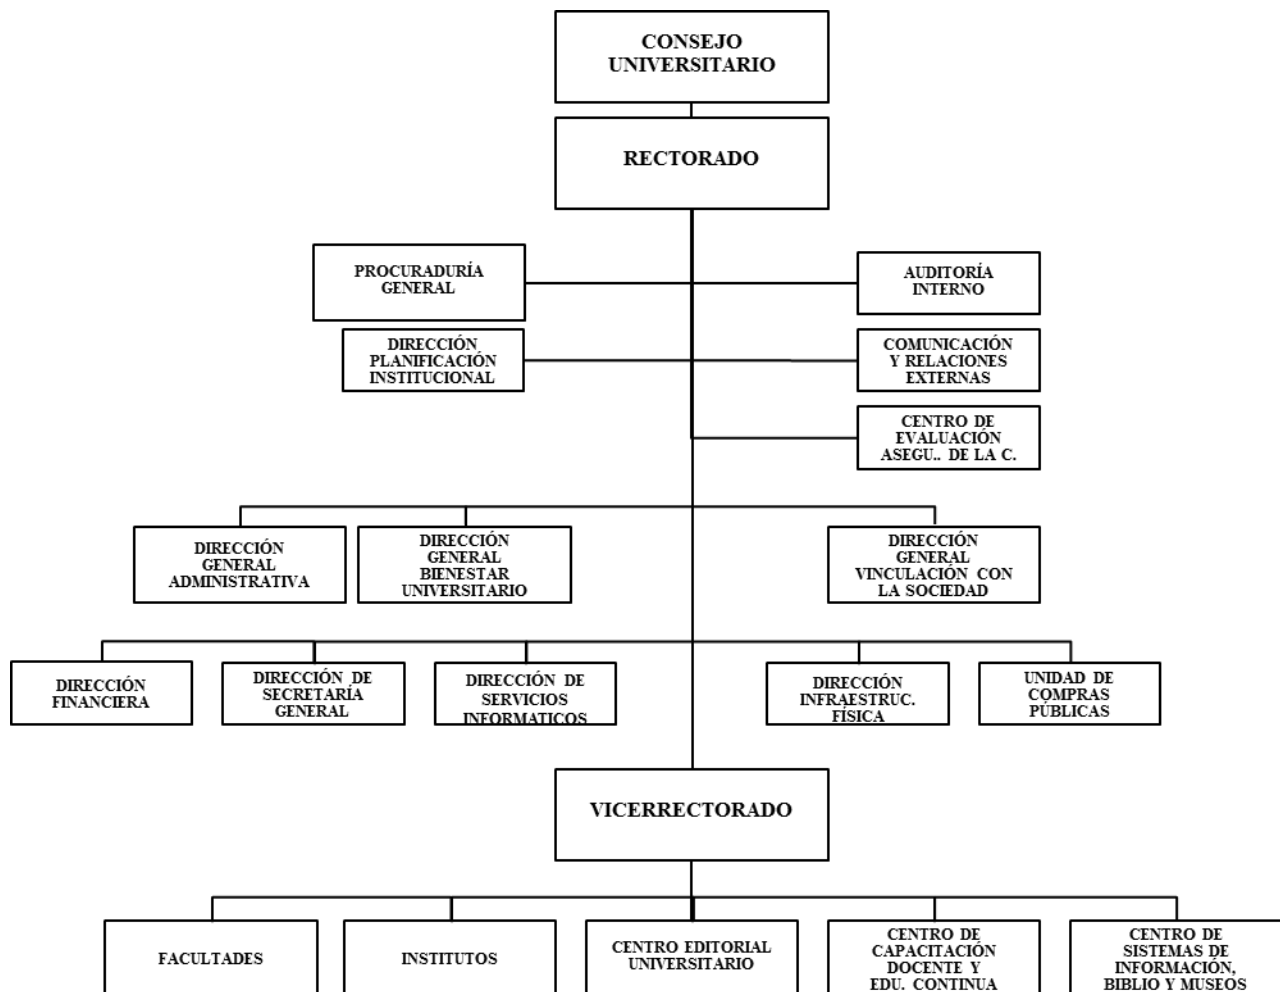 CONSEJO
UNIVERSITARIO
RECTORADO
PROCURADURÍA
GENERAL
AUDITORÍA
INTERNO
DIRECCIÓN
PLANIFICACIÓN
INSTITUCIONAL
COMUNICACIÓN
Y RELACIONES
EXTERNAS
CENTRO DE
EVALUACIÓN
ASEGU.. DE LA C.
DIRECCIÓN
GENERAL
ADMINISTRATIVA
DIRECCIÓN
GENERAL
BIENESTAR
UNIVERSITARIO
DIRECCIÓN
GENERAL
VINCULACIÓN CON
LA SOCIEDAD
DIRECCIÓN
FINANCIERA
DIRECCIÓN DE
SECRETARÍA
GENERAL
DIRECCIÓN DE
SERVICIOS
INFORMATICOS
DIRECCIÓN
INFRAESTRUC.
FÍSICA
UNIDAD DE
COMPRAS
PÚBLICAS
VICERRECTORADO
FACULTADES
INSTITUTOS
CENTRO EDITORIAL
UNIVERSITARIO
CENTRO DE
CAPACITACIÓN
DOCENTE Y
EDU. CONTINUA
CENTRO DE
SISTEMAS DE
INFORMACIÓN,
BIBLIO Y MUSEOS